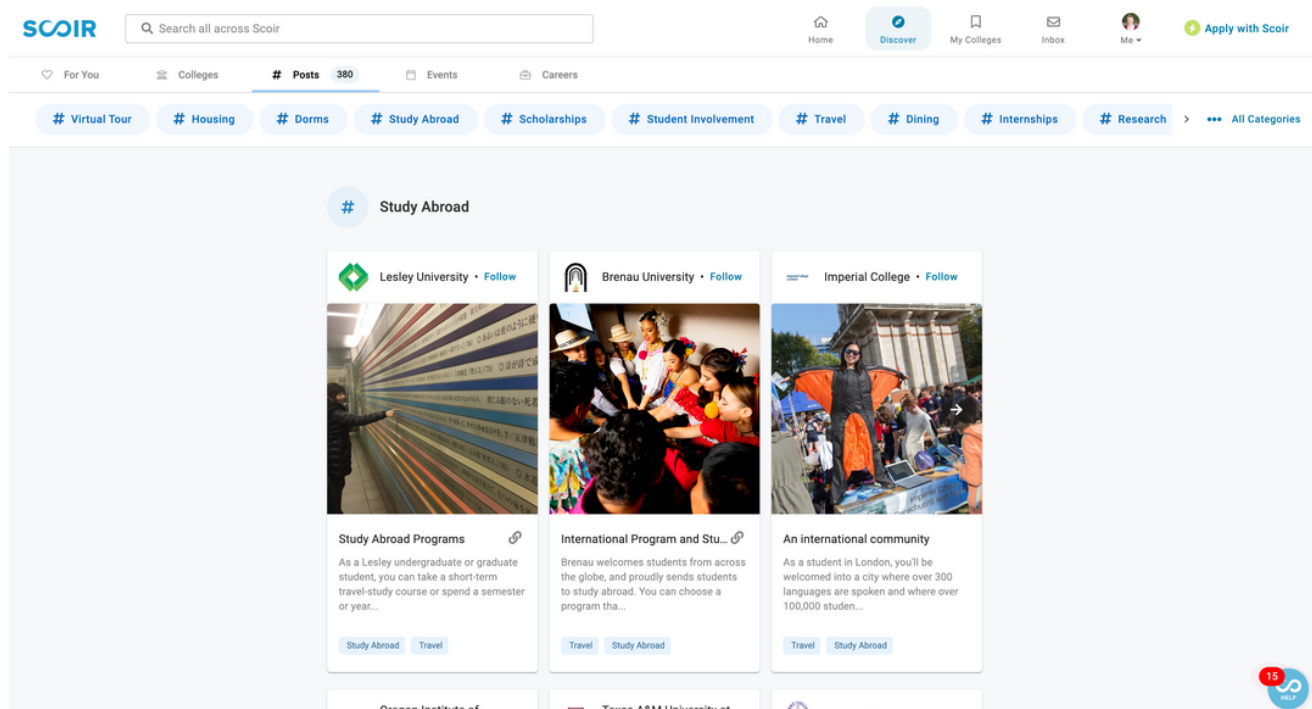 SCOIR
Search all across Scoir
Home
Discover
My Colleges
Inbox
Me
Apply with Scoir
For You
Colleges
# Posts 380
Events
Careers
# Virtual Tour
# Housing
# Dorms
# Study Abroad
# Scholarships
# Student Involvement
# Travel
# Dining
# Internships
# Research
All Categories
# Study Abroad
Lesley University • Follow
Study Abroad Programs
As a Lesley undergraduate or graduate
student, you can take a short-term
travel-study course or spend a semester
or year...
Study Abroad
Travel
Brenau University • Follow
International Program and Stu...
Brenau welcomes students from across
the globe, and proudly sends students
to study abroad. You can choose a
program tha...
Travel
Study Abroad
Imperial College • Follow
An international community
As a student in London, you'll be
welcomed into a city where over 300
languages are spoken and where over
100,000 studen...
Travel
Study Abroad
Oregon Institute of
Texas A&M University at
15
HELP